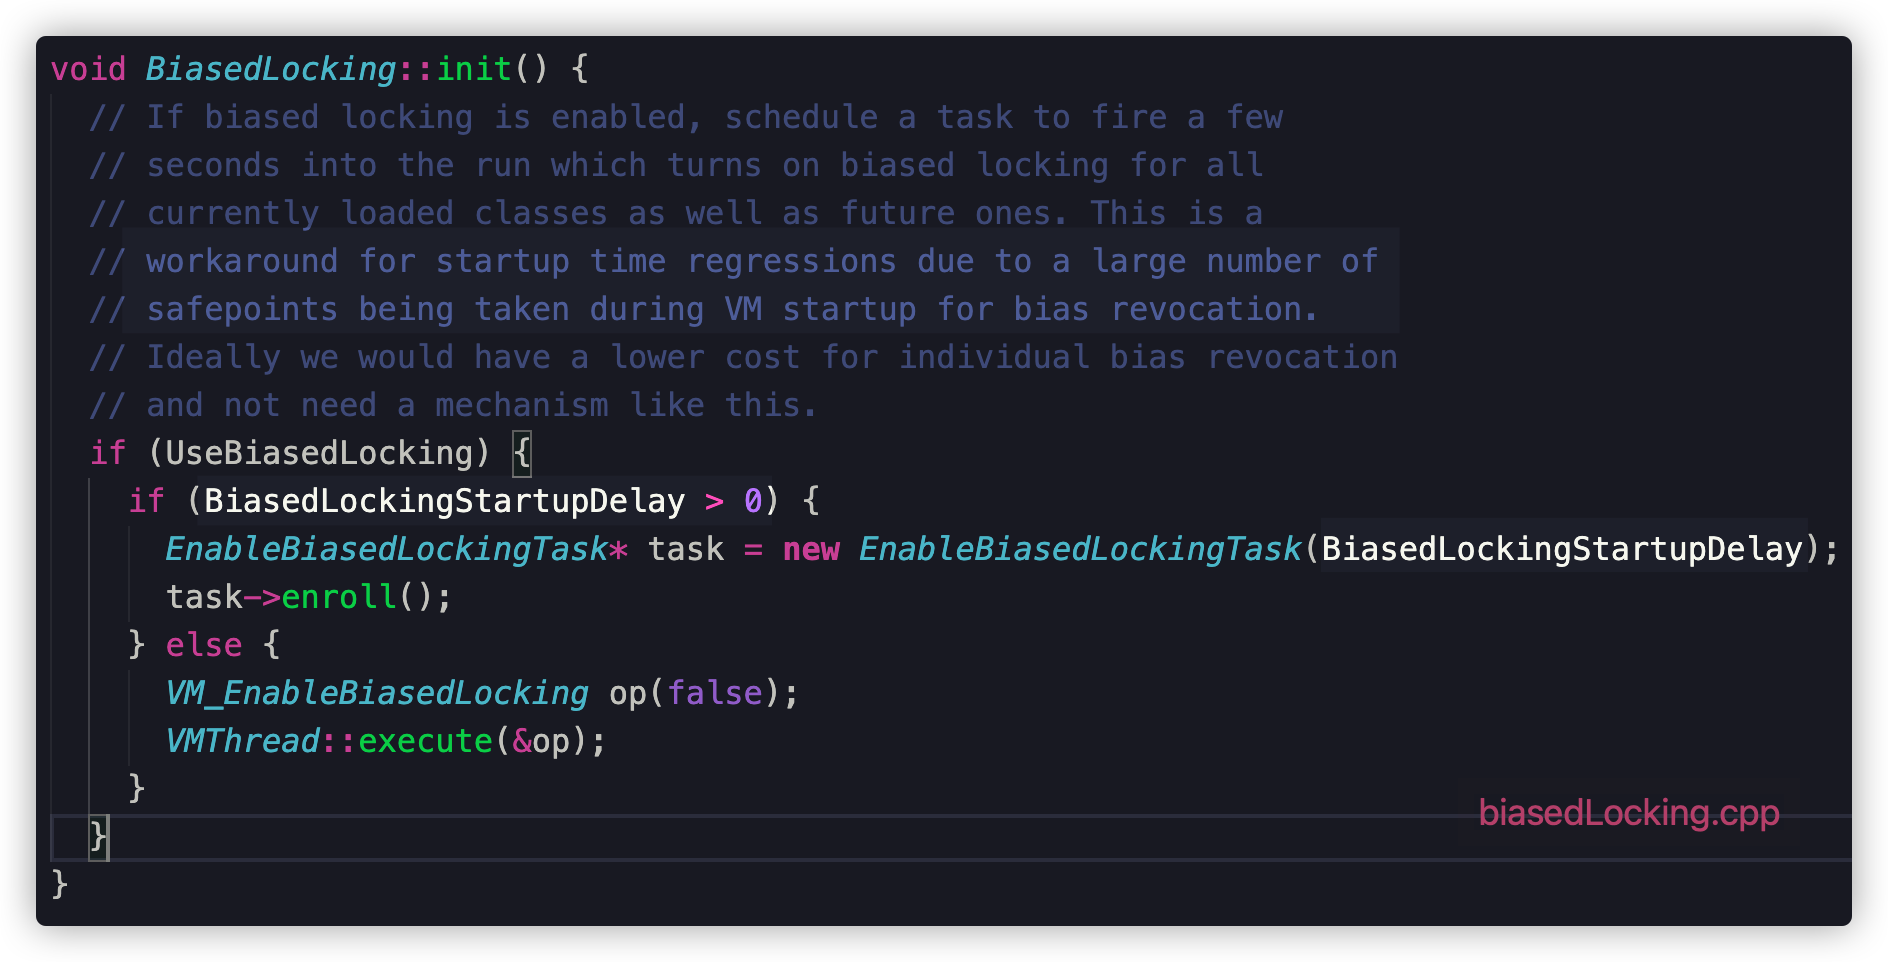 void BiasedLocking::init() {
// If biased locking is enabled, schedule a task to fire a few
// seconds into the run which turns on biased locking for all
// currently loaded classes as well as future ones. This is a
// workaround for startup time regressions due to a large number of
// safepoints being taken during VM startup for bias revocation.
// Ideally we would have a lower cost for individual bias revocation
// and not need a mechanism like this.
if (UseBiasedLocking) {
if (BiasedLockingStartupDelay > 0) {
EnableBiasedLockingTask* task = new EnableBiasedLockingTask(BiasedLockingStartupDelay);
task->enroll();
} else {
VM_EnableBiasedLocking op(false);
VMThread::execute(&op);
}
biasedLocking.cpp
}
}